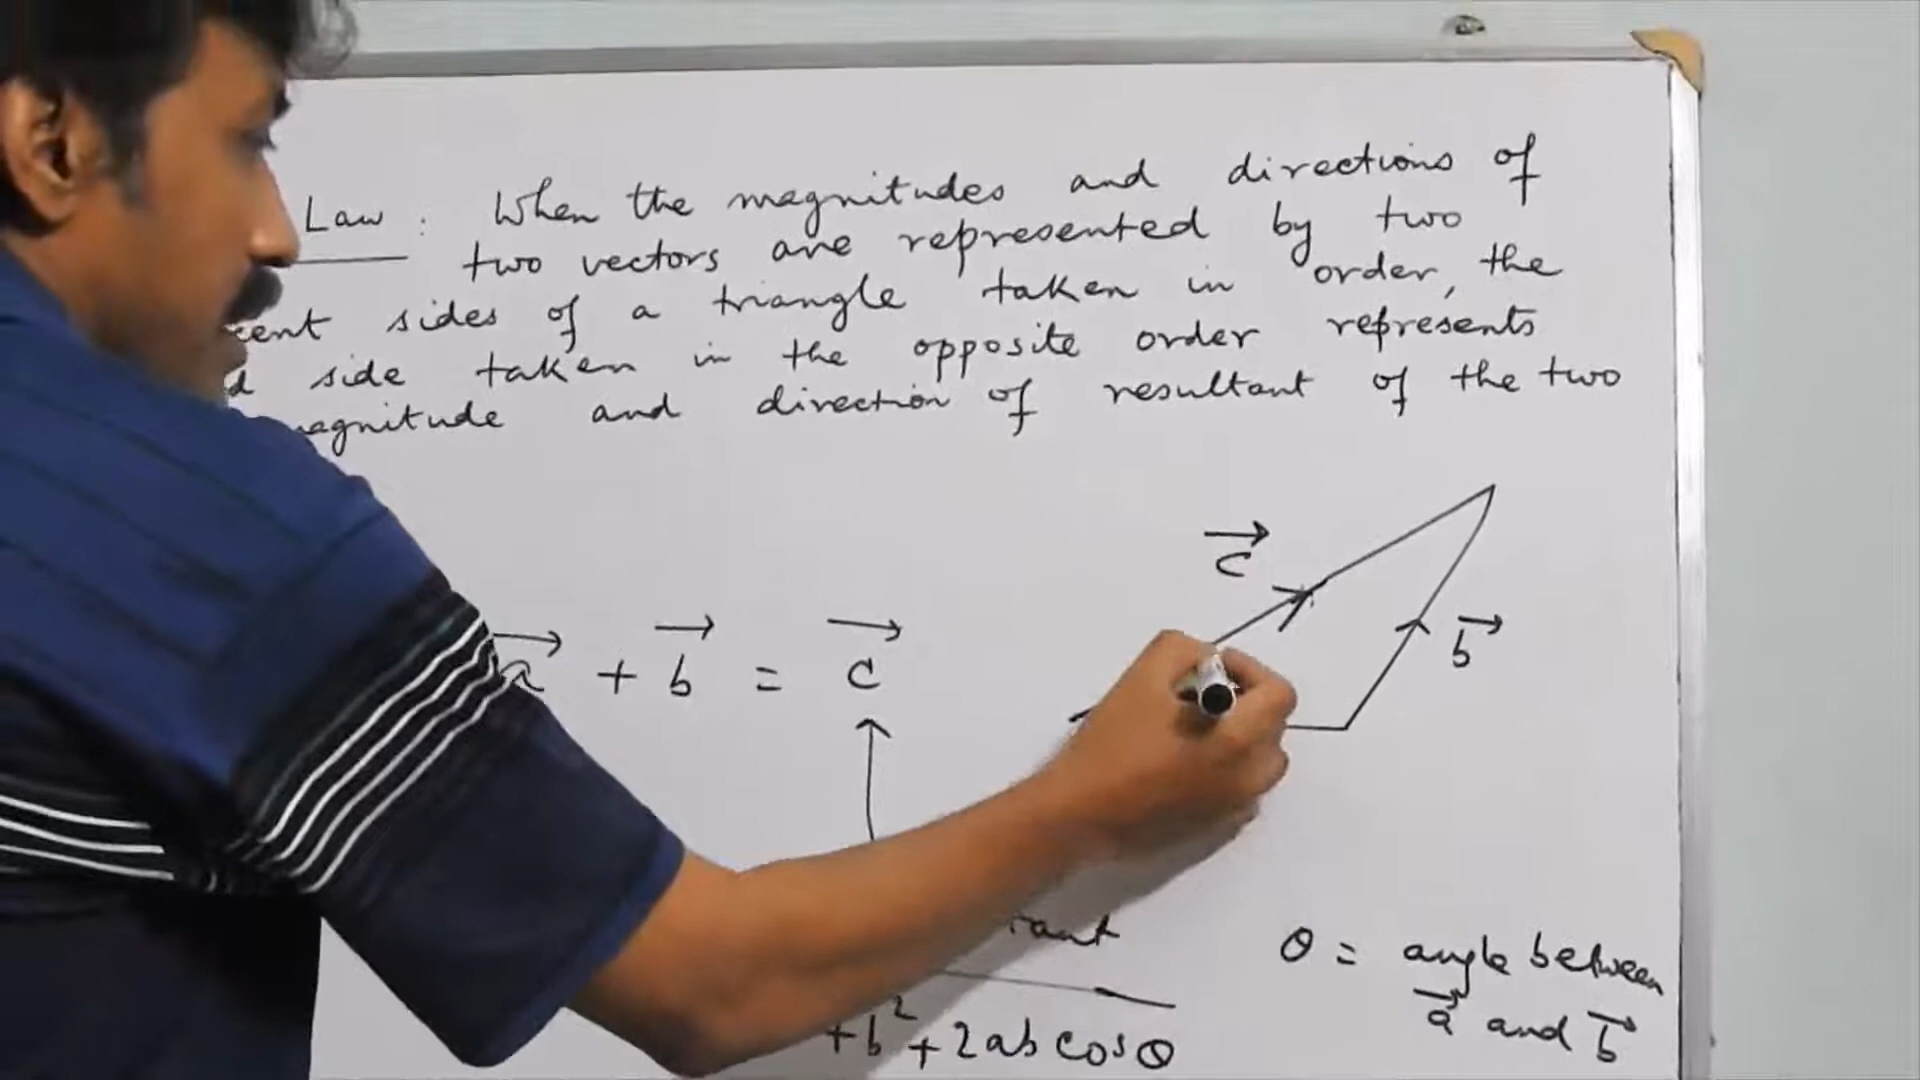 Law : When the magnitudes and directions of
two vectors are represented by two
sides of a triangle taken in order, the
side taken in the opposite order represents
and direction of resultant of the two
c
b
a + b = c
θ = angle between
a and b
+b² + 2ab cos θ